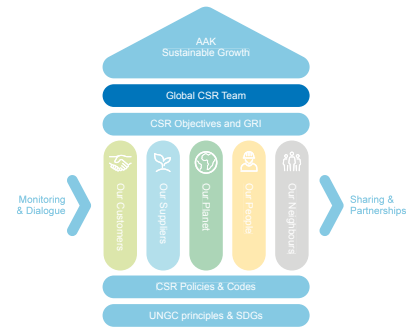 AAK
Sustainable Growth
Global CSR Team
CSR Objectives and GRI
Our Customers
Our Suppliers
Our Planet
Our People
Our Neighbours
Monitoring
& Dialogue
Sharing &
Partnerships
CSR Policies & Codes
UNGC principles & SDGs